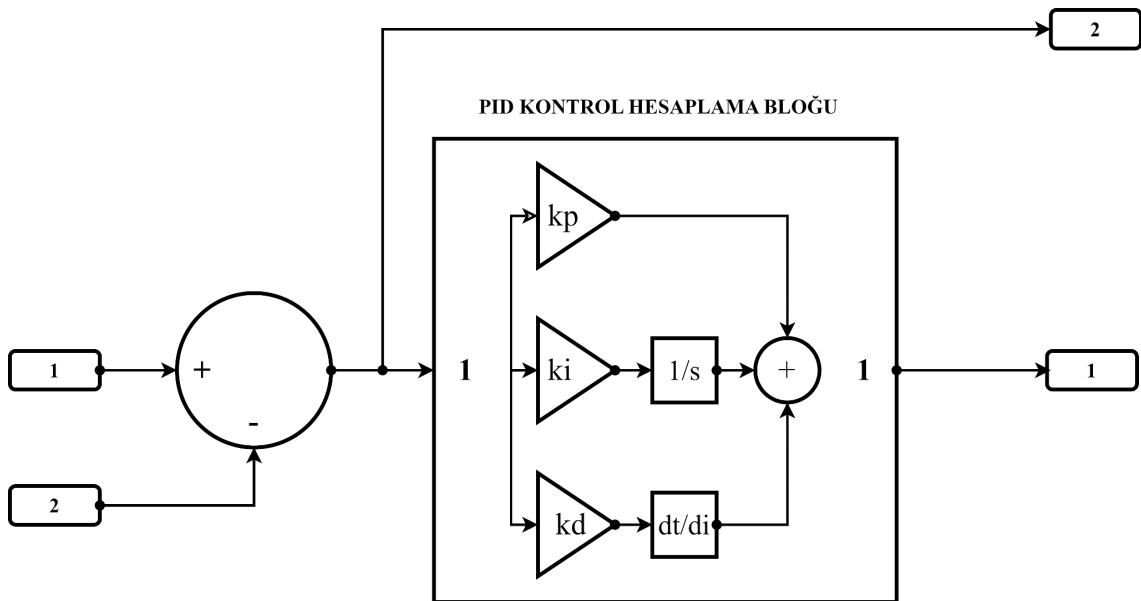 2
PID KONTROL HESAPLAMA BLOĞU
kp
1
+
1
ki
1/s
+
1
1
-
2
kd
dt/di